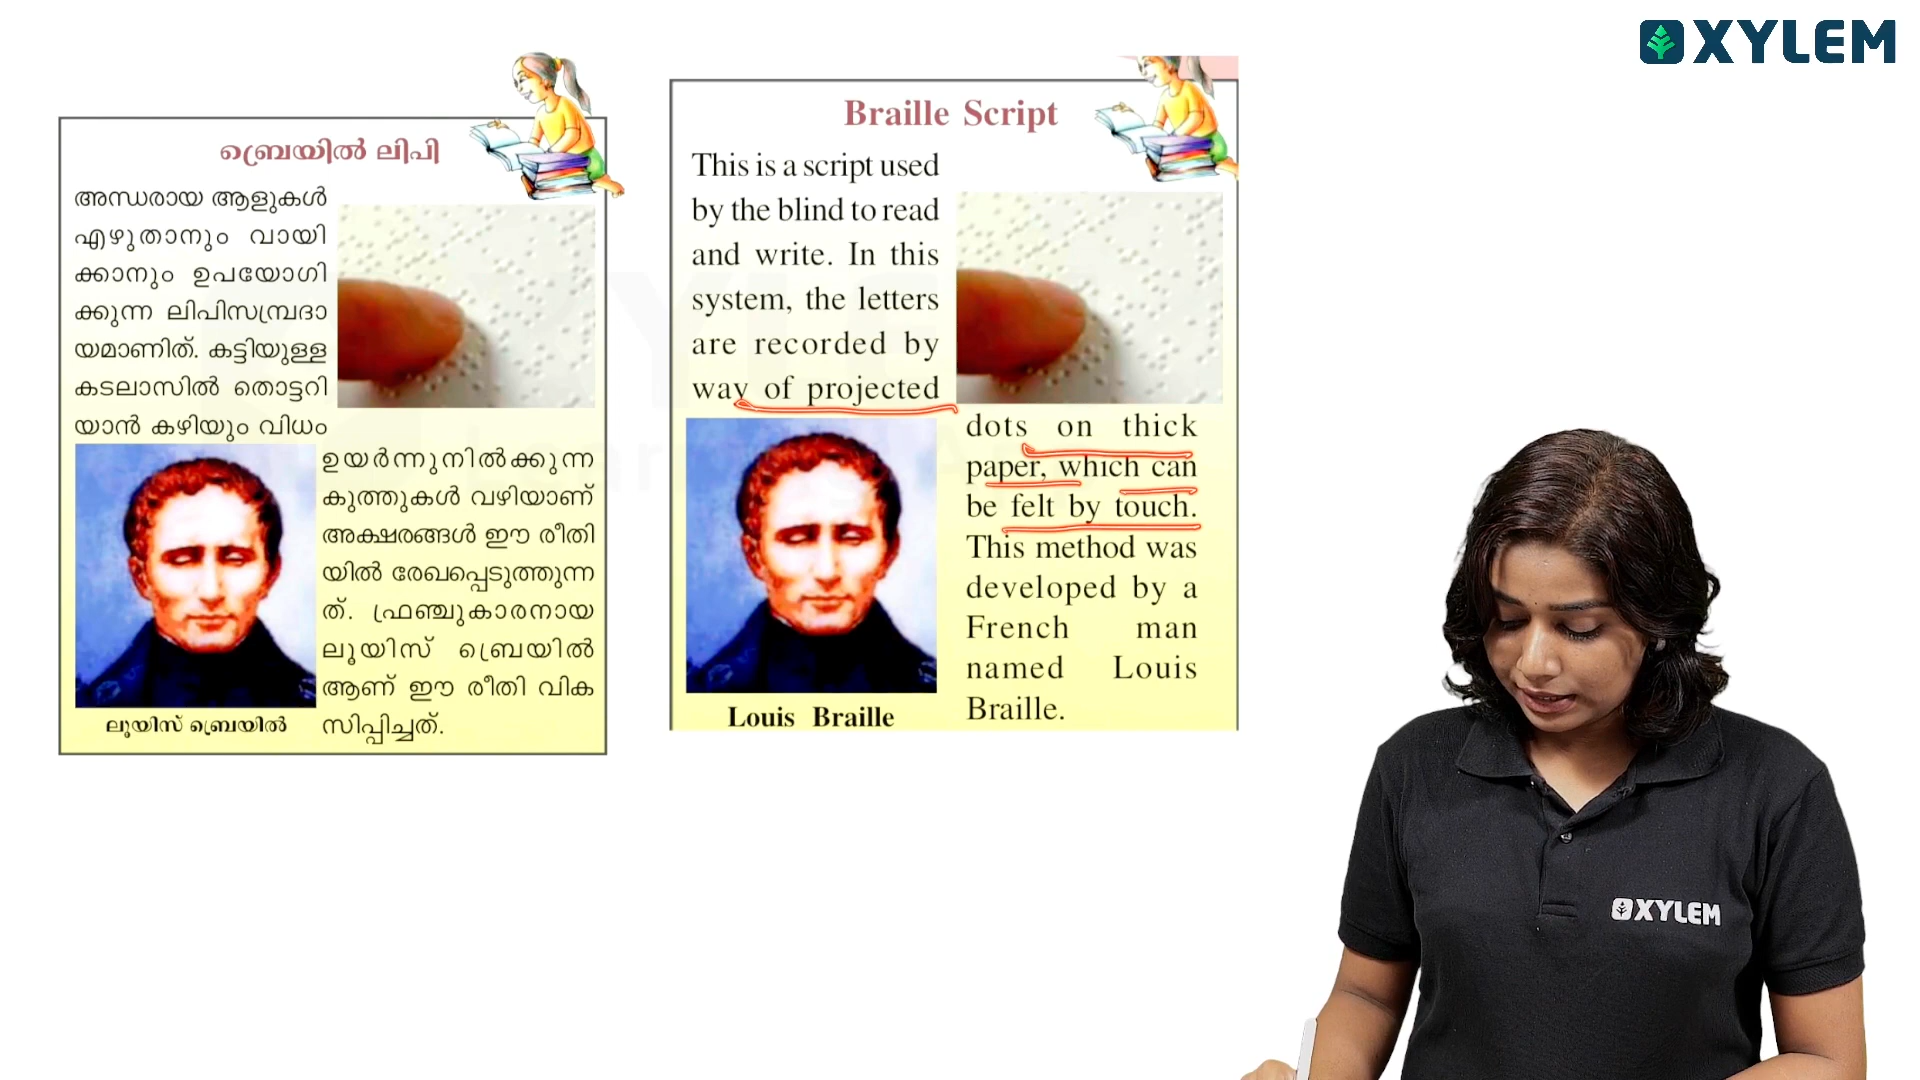 XYLEM
ബ്രെയിൽ ലിപി
അന്ധരായ ആളുകൾ
എഴുതാനും വായി
ക്കാനും ഉപയോഗി
ക്കുന്ന ലിപിസമ്പ്രദാ
യമാണിത്. കട്ടിയുള്ള
കടലാസിൽ തൊട്ടറി
യാൻ കഴിയും വിധം
ഉയർന്നുനിൽക്കുന്ന
കുത്തുകൾ വഴിയാണ്
അക്ഷരങ്ങൾ ഈ രീതി
യിൽ രേഖപ്പെടുത്തുന്ന
ത്. ഫ്രഞ്ചുകാരനായ
ലൂയിസ് ബ്രെയിൽ
ആണ് ഈ രീതി വിക
സിപ്പിച്ചത്.
ലൂയിസ് ബ്രെയിൽ
Braille Script
This is a script used
by the blind to read
and write. In this
system, the letters
are recorded by
way of projected
dots on thick
paper, which can
be felt by touch.
This method was
developed by a
French man
named Louis
Braille.
Louis Braille
XYLEM